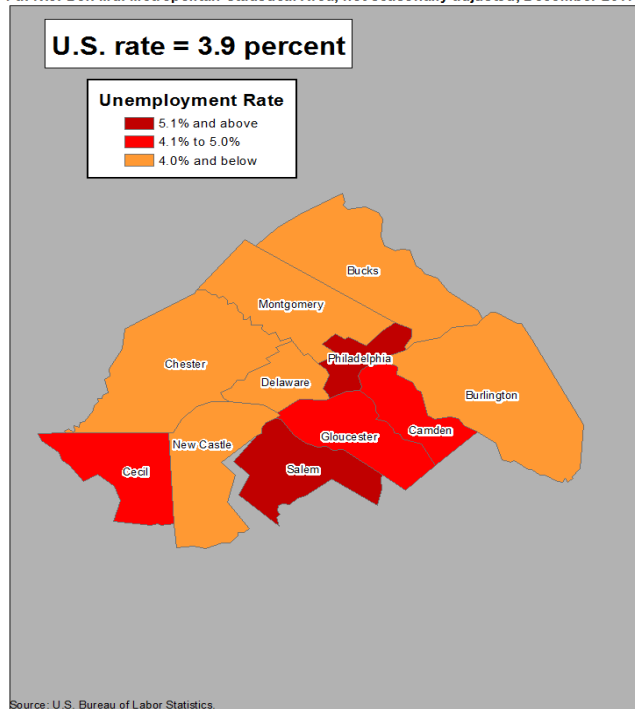 U.S. rate = 3.9 percent
Unemployment Rate
5.1% and above
4.1% to 5.0%
4.0% and below
Bucks
Montgomery
Philadelphia
Chester
Delaware
Burlington
Camden
Gloucester
New Castle
Cecil
Salem
Source: U.S. Bureau of Labor Statistics.